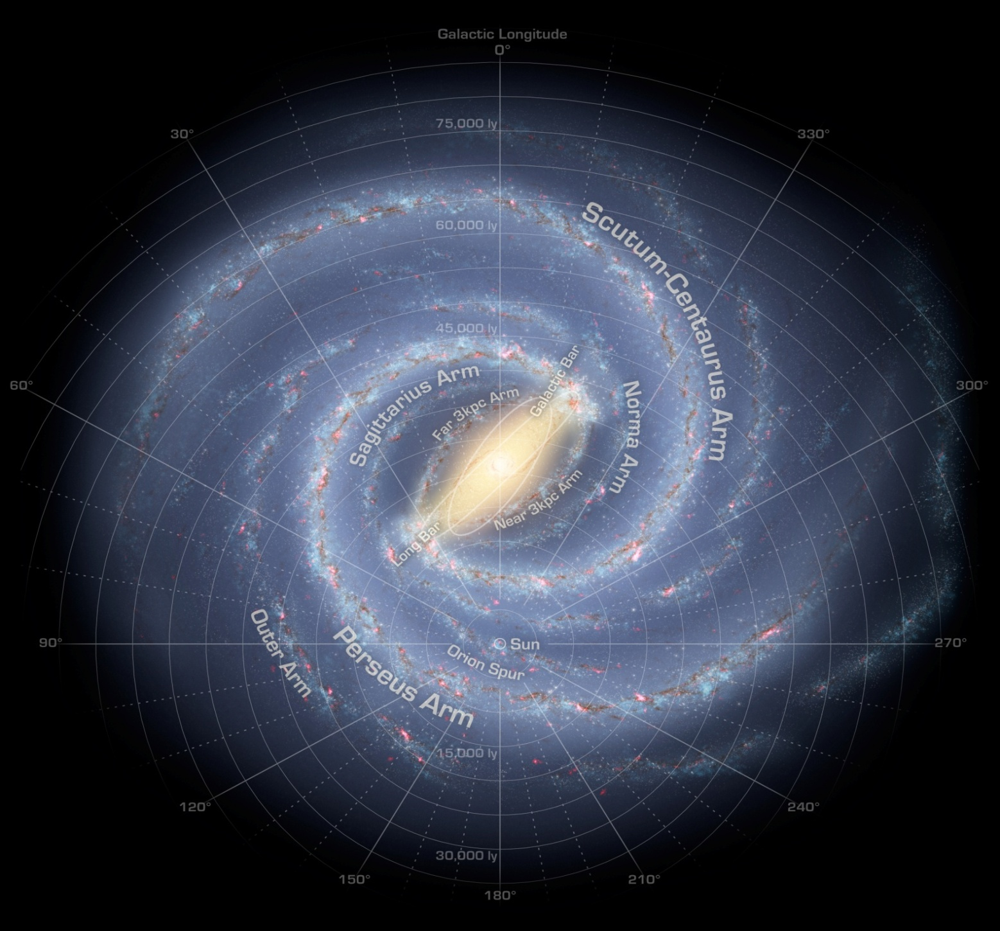 Galactic Longitude
0°
30°
330°
75,000 ly
60,000 ly
Scutum-Centaurus Arm
45,000 ly
Galactic Bar
Sagittarius Arm
Far 3kpc Arm
Norma Arm
60°
300°
Near 3kpc Arm
Long Bar
90°
Outer Arm
Perseus Arm
Sun
Orion Spur
270°
15,000 ly
120°
240°
30,000 ly
150°
210°
180°